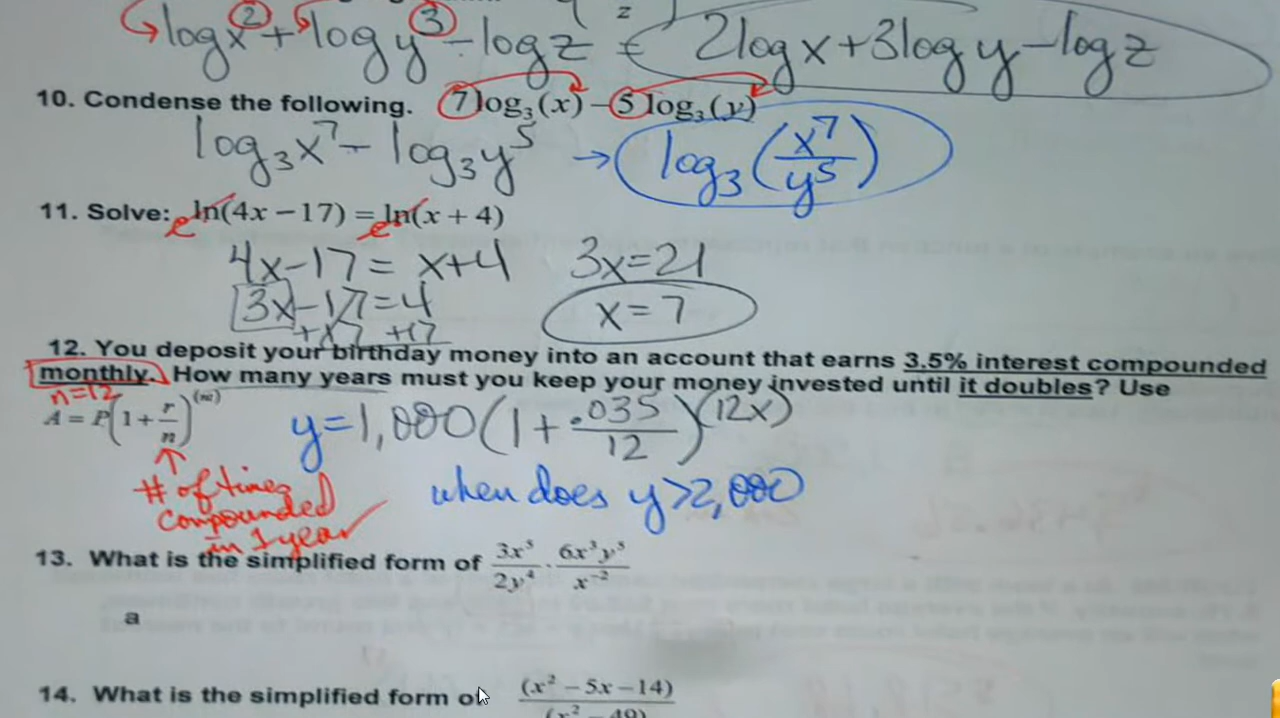 z
log x² + log y³ - log z = 2log x + 3log y - log z
10. Condense the following. 7log₃(x) - 5log₃(y)
log₃x⁷ - log₃y⁵ → log₃(x⁷/y⁵)
11. Solve: ln(4x - 17) = ln(x + 4)
e e
4x-17 = x+4 3x=21
3x-17=4 x=7
+17 +17
12. You deposit your birthday money into an account that earns 3.5% interest compounded
monthly. How many years must you keep your money invested until it doubles? Use
n=12
A = P(1 + r/n)^(nt) y=1,000(1+.035/12)^(12x)
# of times
compounded
in 1 year
when does y>2,000
13. What is the simplified form of 3x⁵/2y⁴ · 6x³y⁵/x⁻²
a
14. What is the simplified form of (x² - 5x - 14)/(x² - 49)